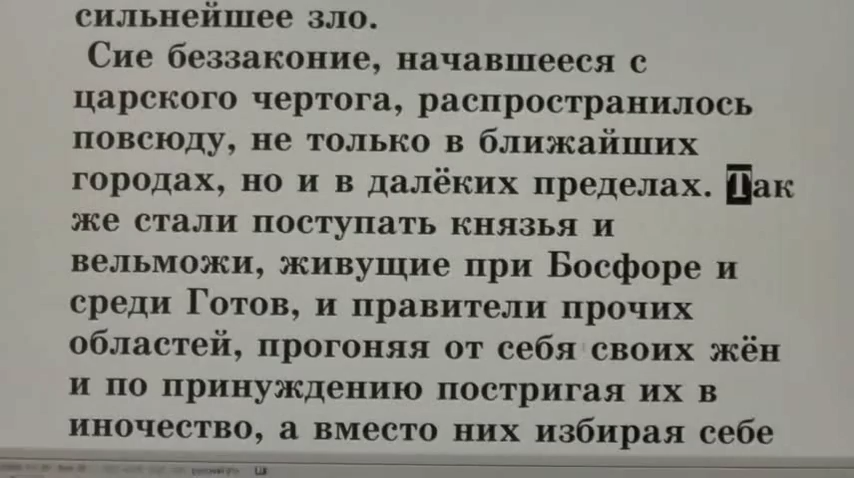 сильнейшее зло.
Сие беззаконие, начавшееся с
царского чертога, распространилось
повсюду, не только в ближайших
городах, но и в далёких пределах. Так
же стали поступать князья и
вельможи, живущие при Босфоре и
среди Готов, и правители прочих
областей, прогоняя от себя своих жён
и по принуждению постригая их в
иночество, а вместо них избирая себе